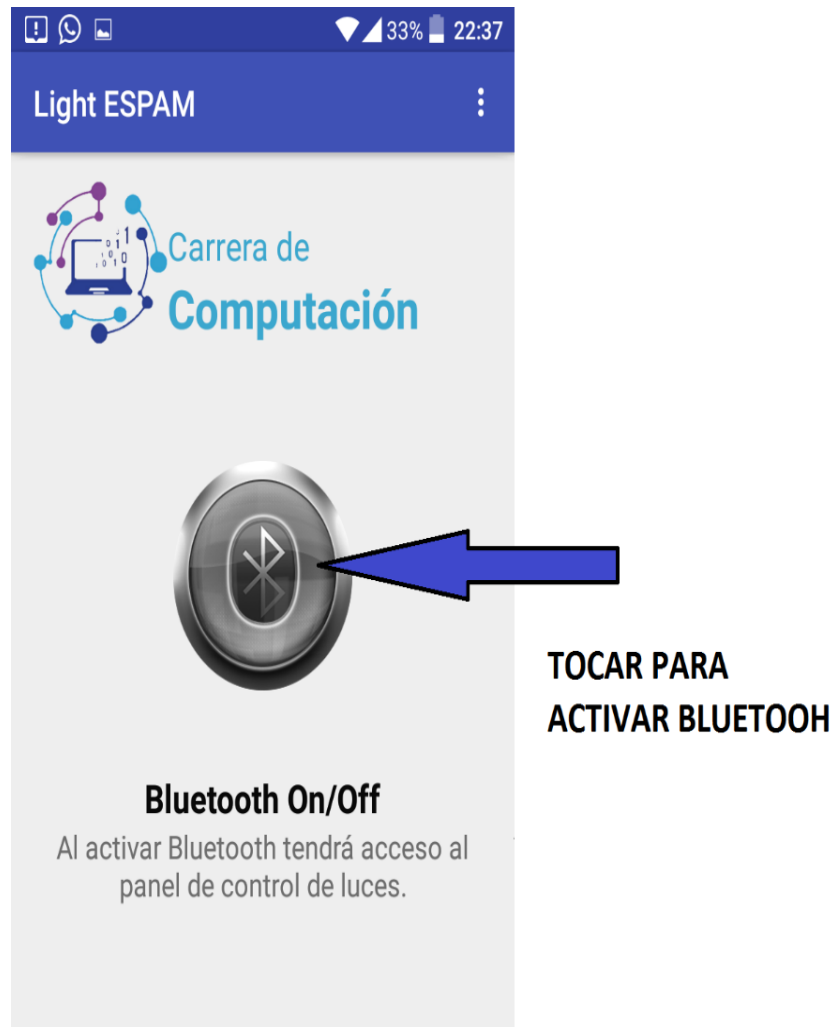 33% 22:37
Light ESPAM
Carrera de
Computación
TOCAR PARA
ACTIVAR BLUETOOH
Bluetooth On/Off
Al activar Bluetooth tendrá acceso al
panel de control de luces.